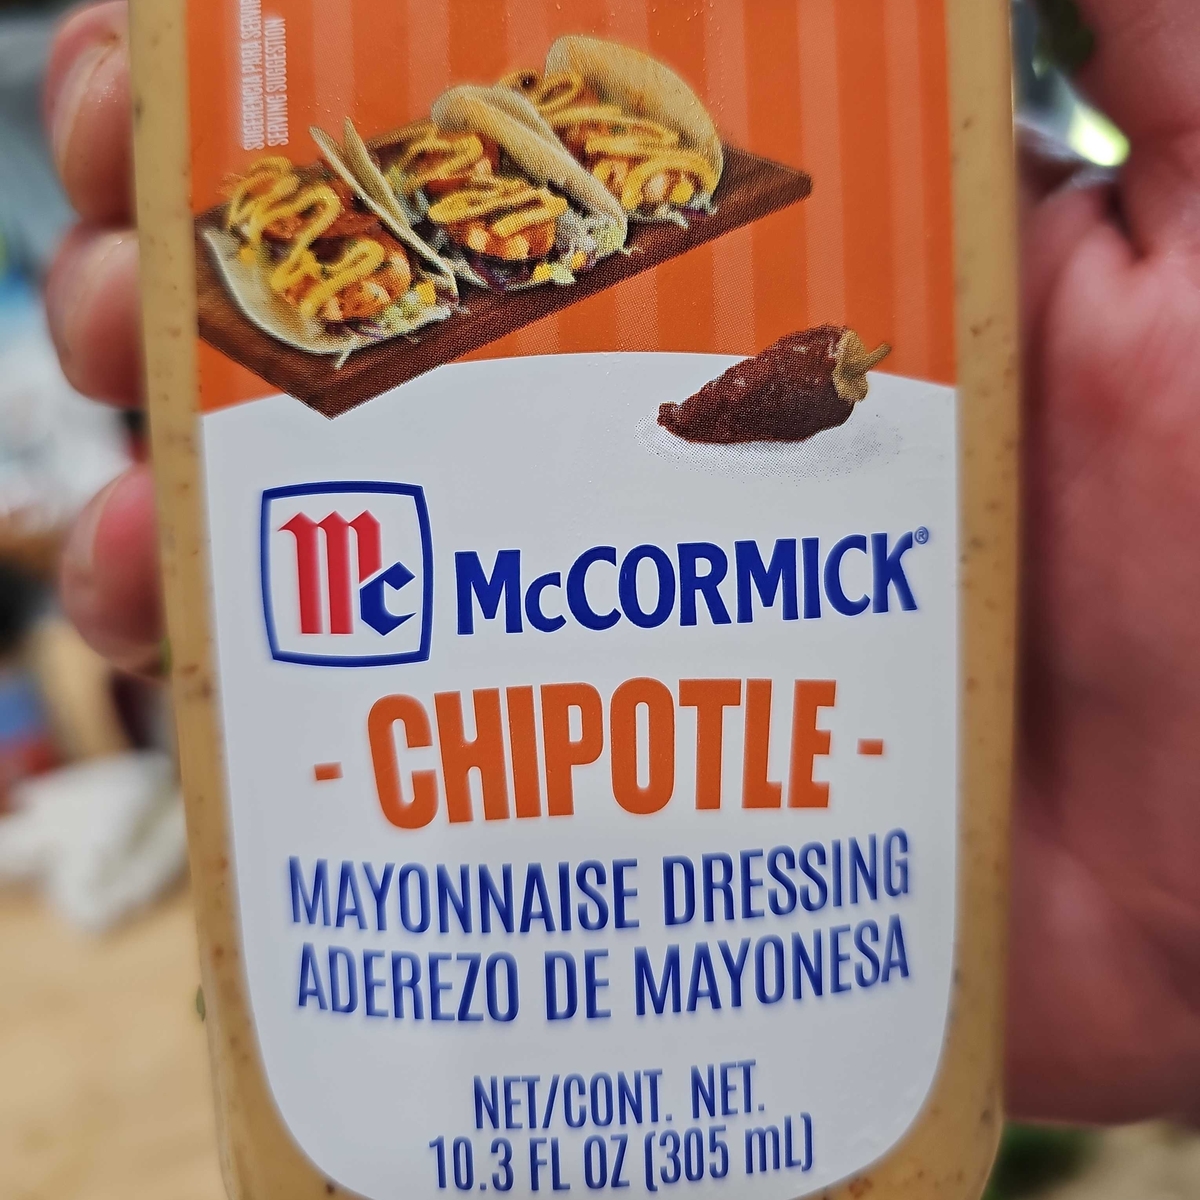 SUGERENCIA PARA SERVIR
SERVING SUGGESTION
Mc McCORMICK®
- CHIPOTLE -
MAYONNAISE DRESSING
ADEREZO DE MAYONESA
NET/CONT. NET.
10.3 FL OZ (305 mL)